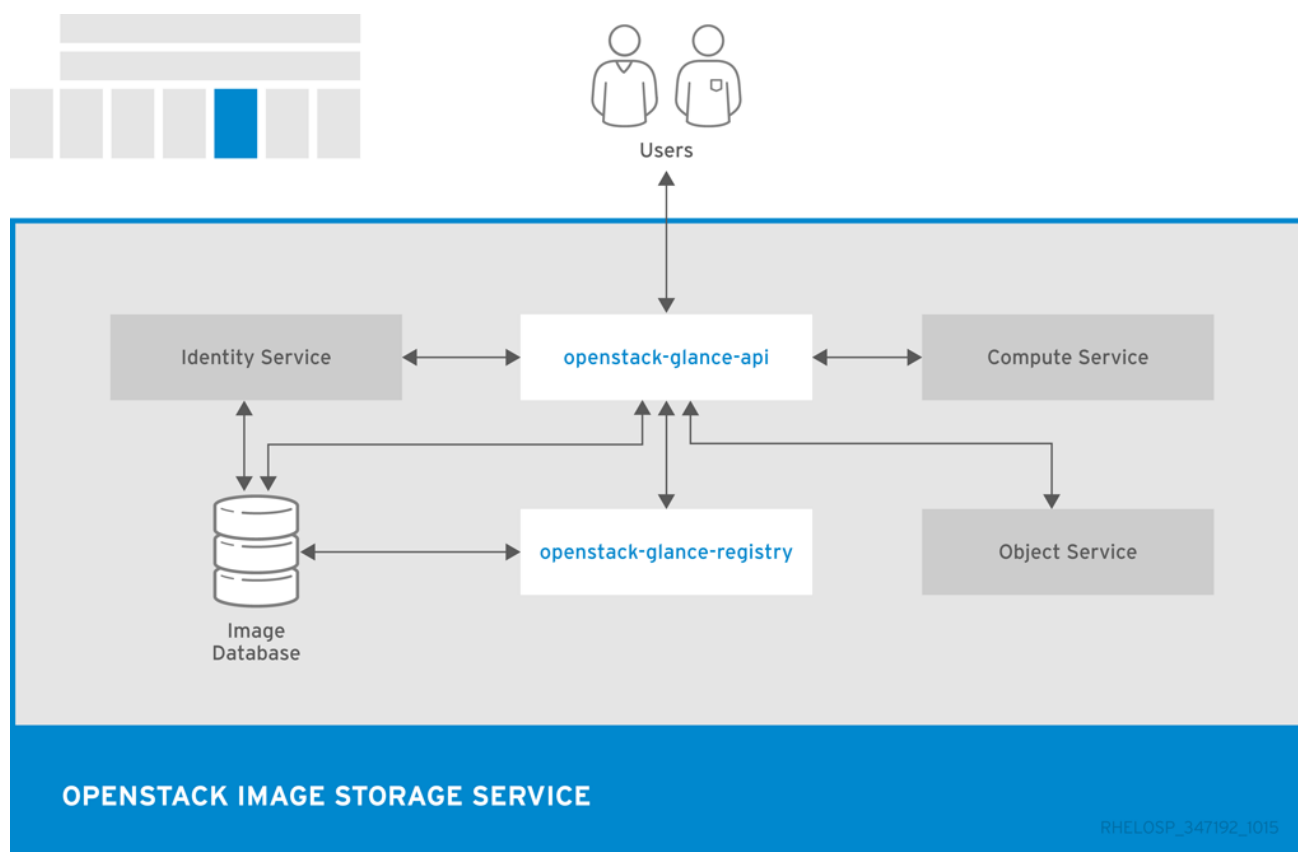 Users
Identity Service
openstack-glance-api
Compute Service
openstack-glance-registry
Object Service
Image
Database
OPENSTACK IMAGE STORAGE SERVICE
RHELOSP_347192_1015